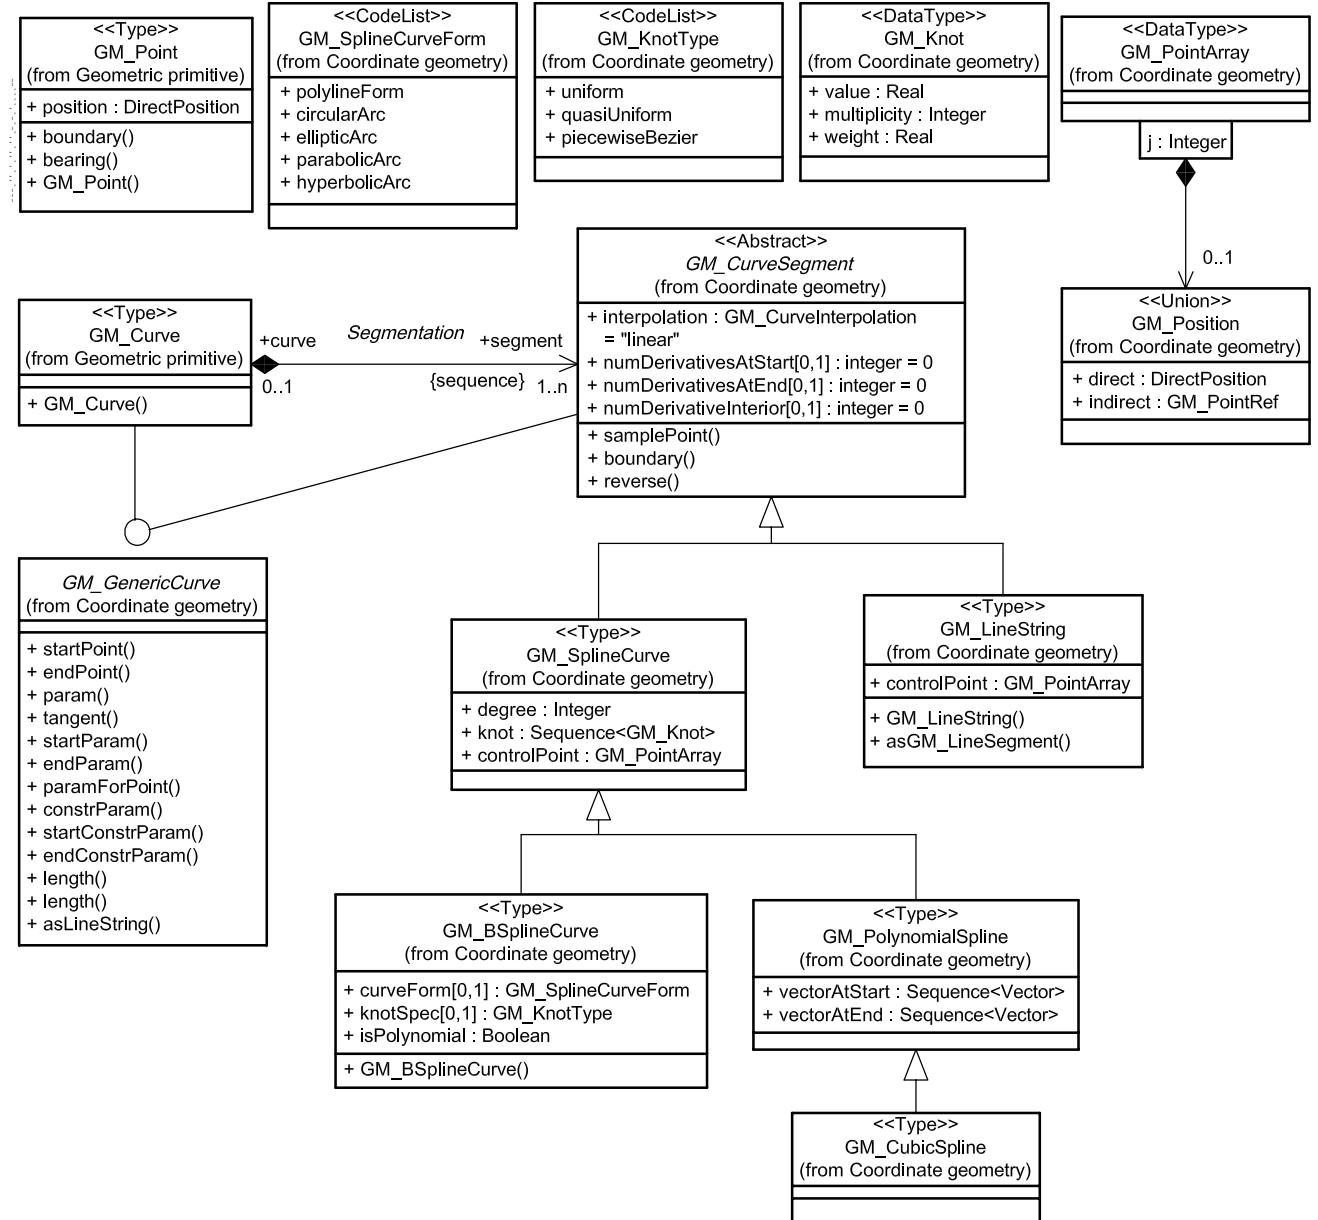 <<Type>>
GM_Point
(from Geometric primitive)
+ position : DirectPosition
+ boundary()
+ bearing()
+ GM_Point()
<<CodeList>>
GM_SplineCurveForm
(from Coordinate geometry)
+ polylineForm
+ circularArc
+ ellipticArc
+ parabolicArc
+ hyperbolicArc
<<CodeList>>
GM_KnotType
(from Coordinate geometry)
+ uniform
+ quasiUniform
+ piecewiseBezier
<<DataType>>
GM_Knot
(from Coordinate geometry)
+ value : Real
+ multiplicity : Integer
+ weight : Real
<<DataType>>
GM_PointArray
(from Coordinate geometry)
j : Integer
0..1
<<Union>>
GM_Position
(from Coordinate geometry)
+ direct : DirectPosition
+ indirect : GM_PointRef
<<Type>>
GM_Curve
(from Geometric primitive)
+ GM_Curve()
+curve
0..1
Segmentation
{sequence}
+segment
1..n
<<Abstract>>
GM_CurveSegment
(from Coordinate geometry)
+ interpolation : GM_CurveInterpolation
= "linear"
+ numDerivativesAtStart[0,1] : integer = 0
+ numDerivativesAtEnd[0,1] : integer = 0
+ numDerivativeInterior[0,1] : integer = 0
+ samplePoint()
+ boundary()
+ reverse()
GM_GenericCurve
(from Coordinate geometry)
+ startPoint()
+ endPoint()
+ param()
+ tangent()
+ startParam()
+ endParam()
+ paramForPoint()
+ constrParam()
+ startConstrParam()
+ endConstrParam()
+ length()
+ length()
+ asLineString()
<<Type>>
GM_SplineCurve
(from Coordinate geometry)
+ degree : Integer
+ knot : Sequence<GM_Knot>
+ controlPoint : GM_PointArray
<<Type>>
GM_LineString
(from Coordinate geometry)
+ controlPoint : GM_PointArray
+ GM_LineString()
+ asGM_LineSegment()
<<Type>>
GM_BSplineCurve
(from Coordinate geometry)
+ curveForm[0,1] : GM_SplineCurveForm
+ knotSpec[0,1] : GM_KnotType
+ isPolynomial : Boolean
+ GM_BSplineCurve()
<<Type>>
GM_PolynomialSpline
(from Coordinate geometry)
+ vectorAtStart : Sequence<Vector>
+ vectorAtEnd : Sequence<Vector>
<<Type>>
GM_CubicSpline
(from Coordinate geometry)